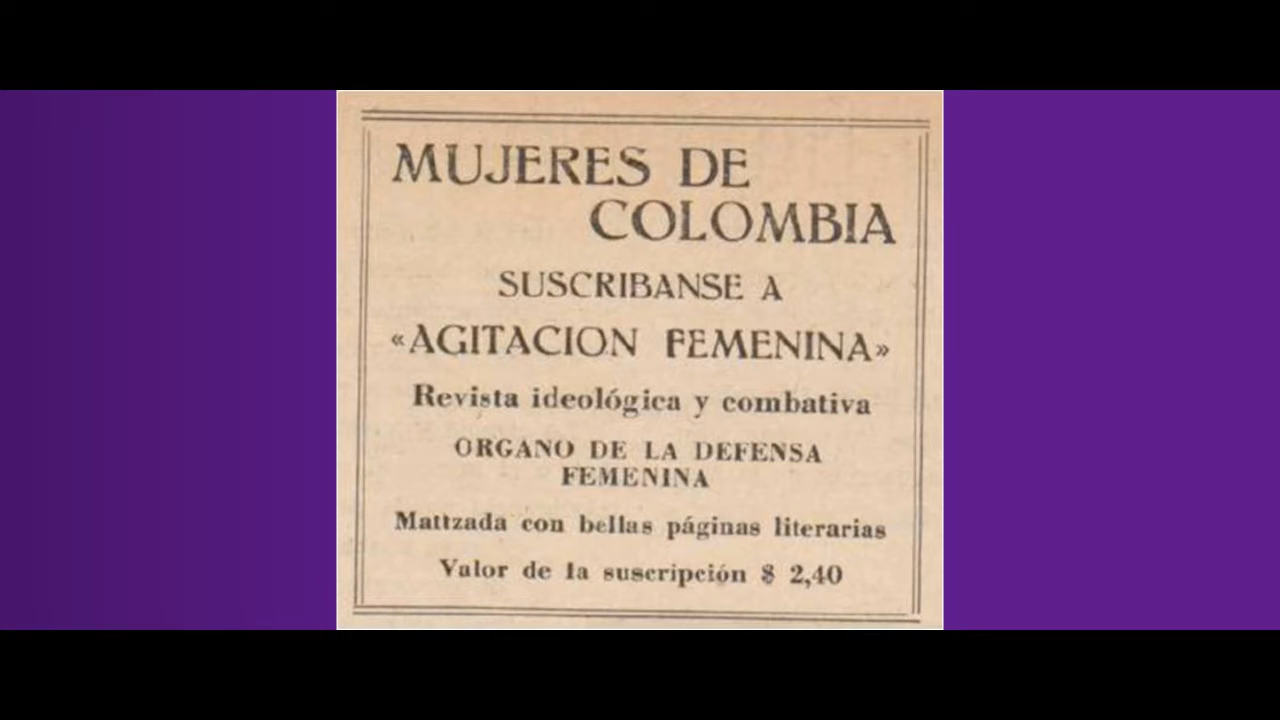 MUJERES DE
COLOMBIA
SUSCRIBANSE A
«AGITACION FEMENINA»
Revista ideológica y combativa
ORGANO DE LA DEFENSA
FEMENINA
Mattzada con bellas páginas literarias
Valor de la suscripción $ 2,40